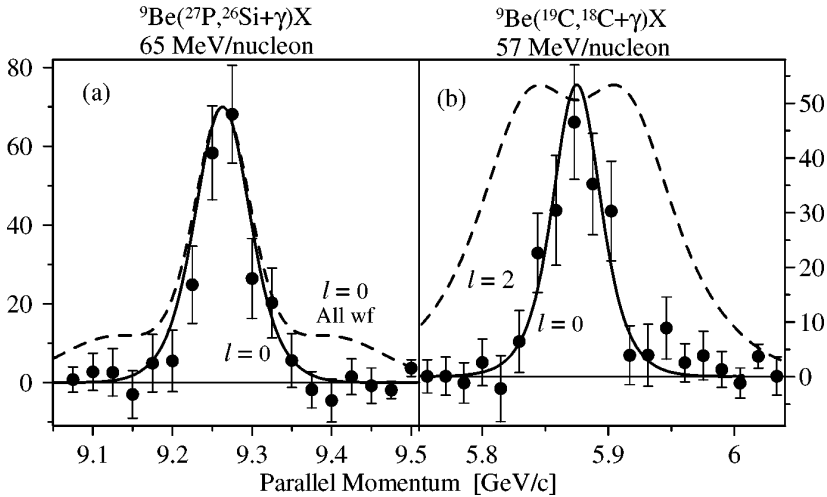 ⁹Be(²⁷P,²⁶Si+γ)X
65 MeV/nucleon
⁹Be(¹⁹C,¹⁸C+γ)X
57 MeV/nucleon
80
60
40
20
0
(a)
l = 0
All wf
l = 0
(b)
l = 2
l = 0
50
40
30
20
10
0
9.1 9.2 9.3 9.4 9.5 5.8 5.9 6
Parallel Momentum [GeV/c]